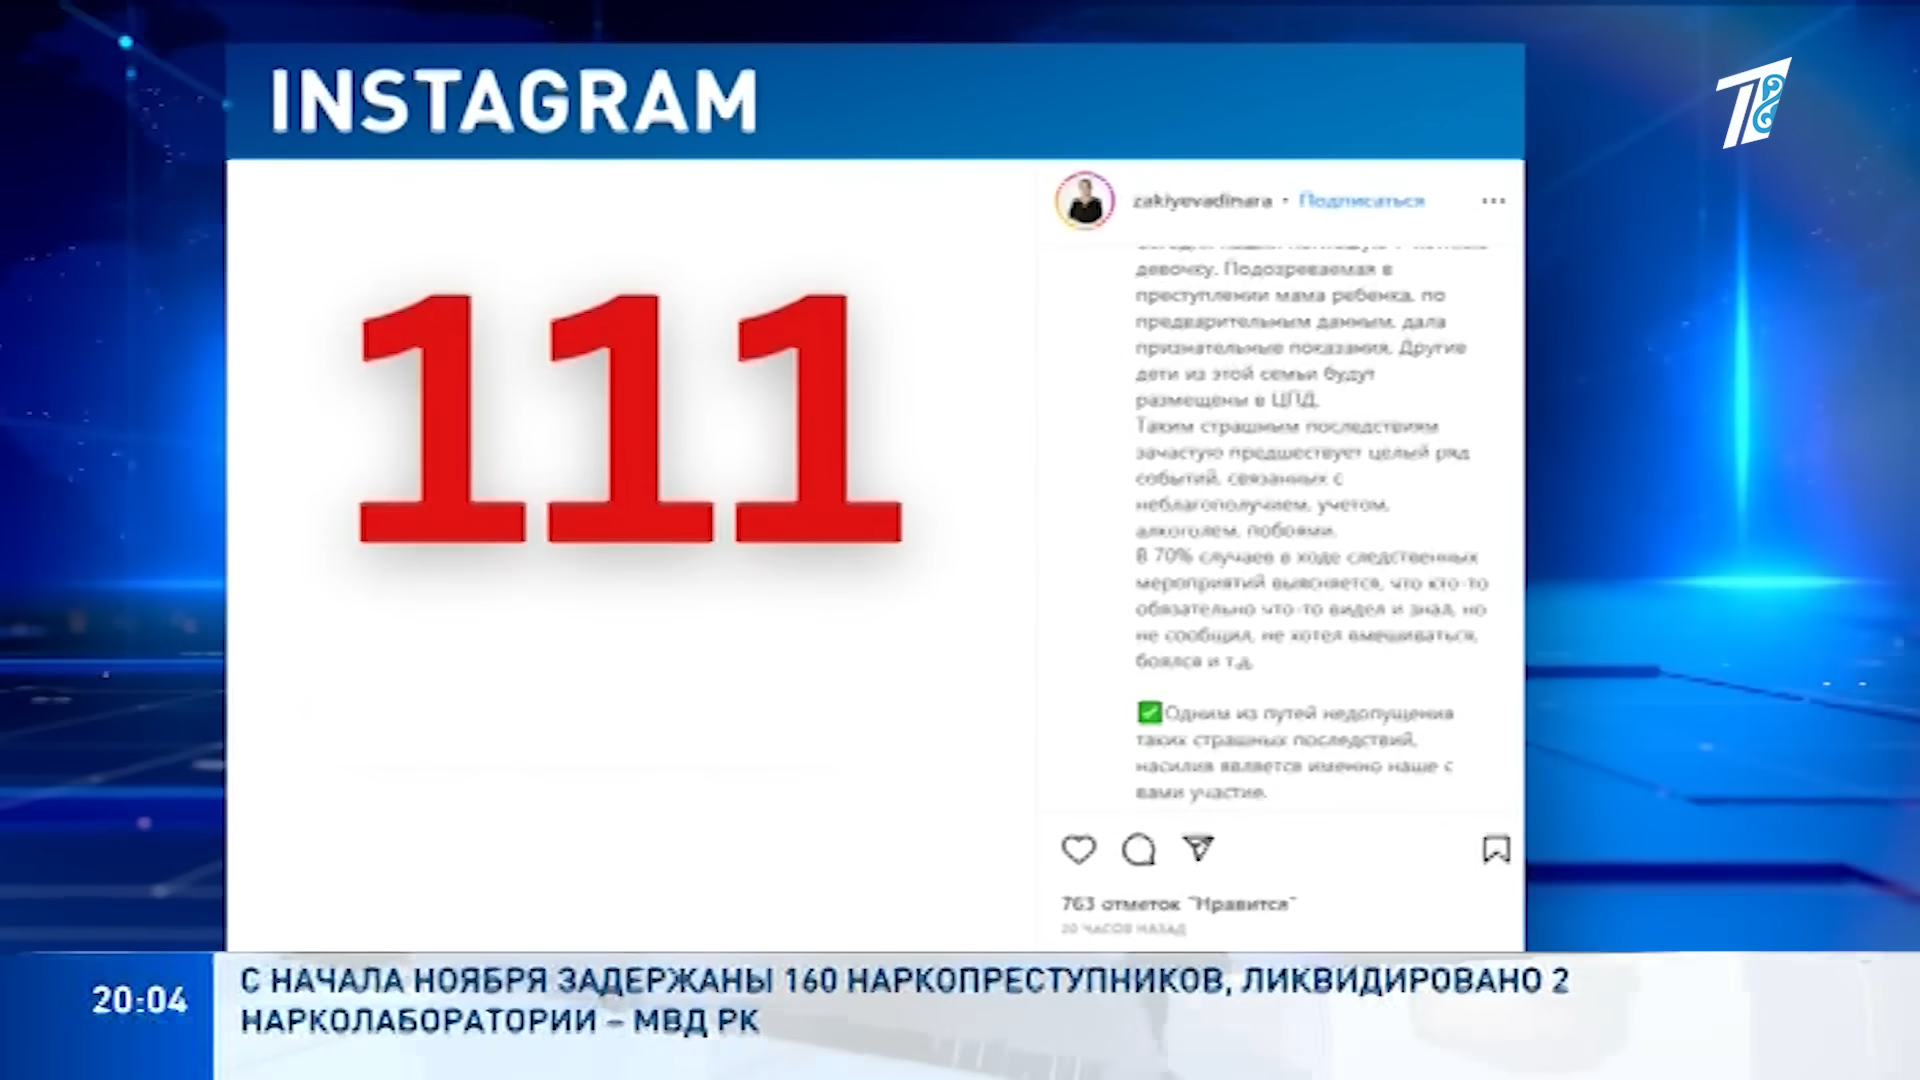 INSTAGRAM
111
zakiyevadinara • Подписаться
девочку. Подозреваемая в
преступлении мама ребенка, по
предварительным данным, дала
признательные показания. Другие
дети из этой семьи будут
размещены в ЦПД.
Таким страшным последствиям
зачастую предшествует целый ряд
событий, связанных с
неблагополучием, учетом,
алкоголем, побоями.
В 70% случаев в ходе следственных
мероприятий выясняется, что кто-то
обязательно что-то видел и знал, но
не сообщил, не хотел вмешиваться,
боялся и т.д.
✅Одним из путей недопущения
таких страшных последствий,
насилия является именно наше с
вами участие.
763 отметок "Нравится"
20 ЧАСОВ НАЗАД
20:04
С НАЧАЛА НОЯБРЯ ЗАДЕРЖАНЫ 160 НАРКОПРЕСТУПНИКОВ, ЛИКВИДИРОВАНО 2
НАРКОЛАБОРАТОРИИ – МВД РК